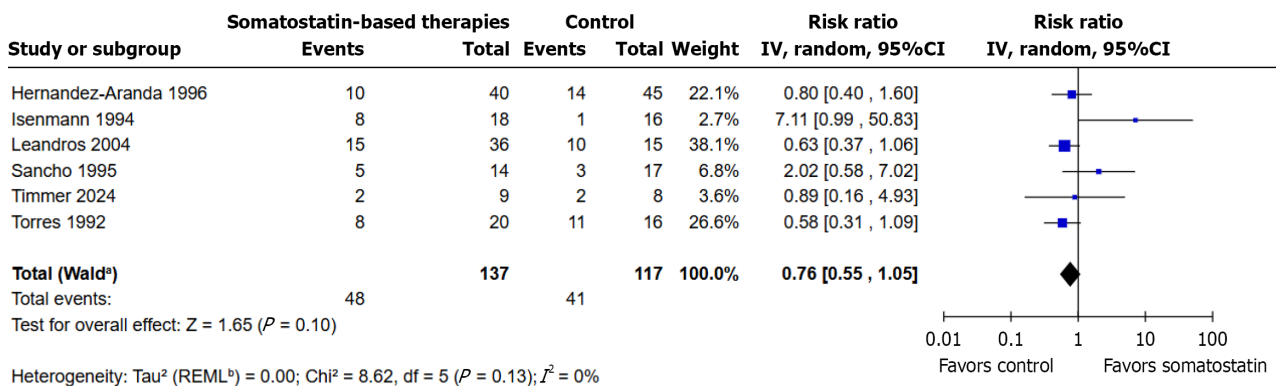 Somatostatin-based therapies Control Risk ratio Risk ratio
Study or subgroup Events Total Events Total Weight IV, random, 95%CI IV, random, 95%CI
Hernandez-Aranda 1996 10 40 14 45 22.1% 0.80 [0.40 , 1.60]
Isenmann 1994 8 18 1 16 2.7% 7.11 [0.99 , 50.83]
Leandros 2004 15 36 10 15 38.1% 0.63 [0.37 , 1.06]
Sancho 1995 5 14 3 17 6.8% 2.02 [0.58 , 7.02]
Timmer 2024 2 9 2 8 3.6% 0.89 [0.16 , 4.93]
Torres 1992 8 20 11 16 26.6% 0.58 [0.31 , 1.09]
Total (Waldᵃ) 137 117 100.0% 0.76 [0.55 , 1.05]
Total events: 48 41
Test for overall effect: Z = 1.65 (P = 0.10)
0.01 0.1 1 10 100
Favors control Favors somatostatin
Heterogeneity: Tau² (REMLᵇ) = 0.00; Chi² = 8.62, df = 5 (P = 0.13); I² = 0%